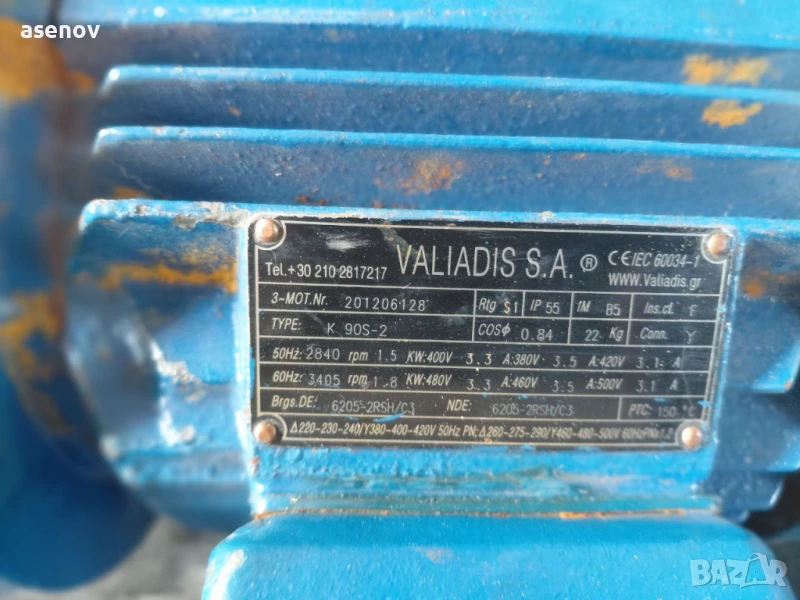 asenov
Tel.+30 210 2817217 VALIADIS S.A.® CE IEC 60034-1
www.Valiadis.gr
3-MOT.Nr. 201206128 Rtg S1 IP 55 IM B5 Ins.cl. F
TYPE: K 90S-2 COSϕ 0.84 22 Kg Conn. Y
50Hz: 2840 rpm 1.5 KW:400V 3.3 A:380V 3.5 A:420V 3.1 A
60Hz: 3405 rpm 1.8 KW:480V 3.3 A:460V 3.5 A:500V 3.1 A
Brgs.DE: 6205-2RSH/C3 NDE: 6205-2RSH/C3 PTC: 150 °C
Δ220-230-240/Y380-400-420V 50Hz PN; Δ260-275-290/Y460-480-500V 60HzPNx1.2
BAZAR